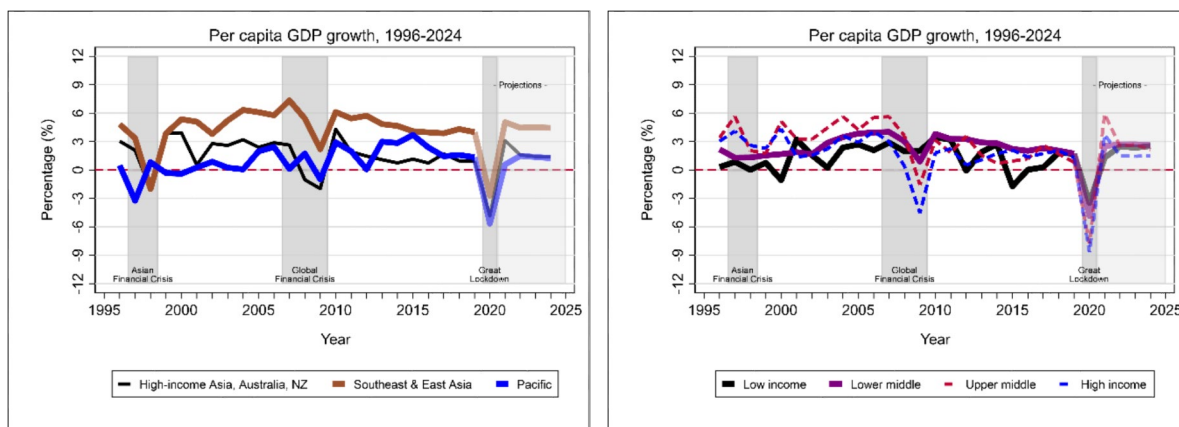 Per capita GDP growth, 1996-2024
Percentage (%)
12
9
6
3
0
-3
-6
-9
-12
- Projections -
Asian
Financial Crisis
Global
Financial Crisis
Great
Lockdown
1995 2000 2005 2010 2015 2020 2025
Year
High-income Asia, Australia, NZ Southeast & East Asia Pacific
Per capita GDP growth, 1996-2024
Percentage (%)
12
9
6
3
0
-3
-6
-9
-12
- Projections -
Asian
Financial Crisis
Global
Financial Crisis
Great
Lockdown
1995 2000 2005 2010 2015 2020 2025
Year
Low income Lower middle Upper middle High income